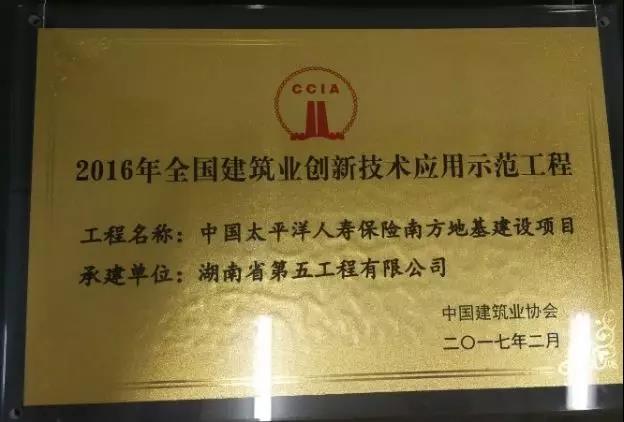 CCIA
2016年全国建筑业创新技术应用示范工程
工程名称：中国太平洋人寿保险南方地基建设项目
承建单位：湖南省第五工程有限公司
中国建筑业协会
二〇一七年二月